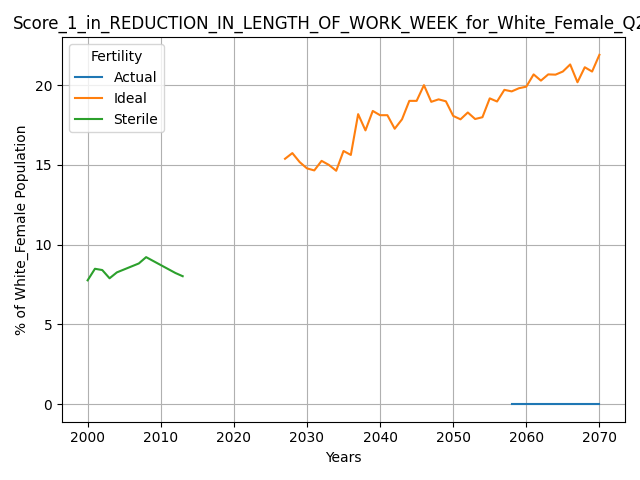 Score_1_in_REDUCTION_IN_LENGTH_OF_WORK_WEEK_for_White_Female_Q2
Fertility
Actual
Ideal
Sterile
% of White_Female Population
20
15
10
5
0
2000 2010 2020 2030 2040 2050 2060 2070
Years